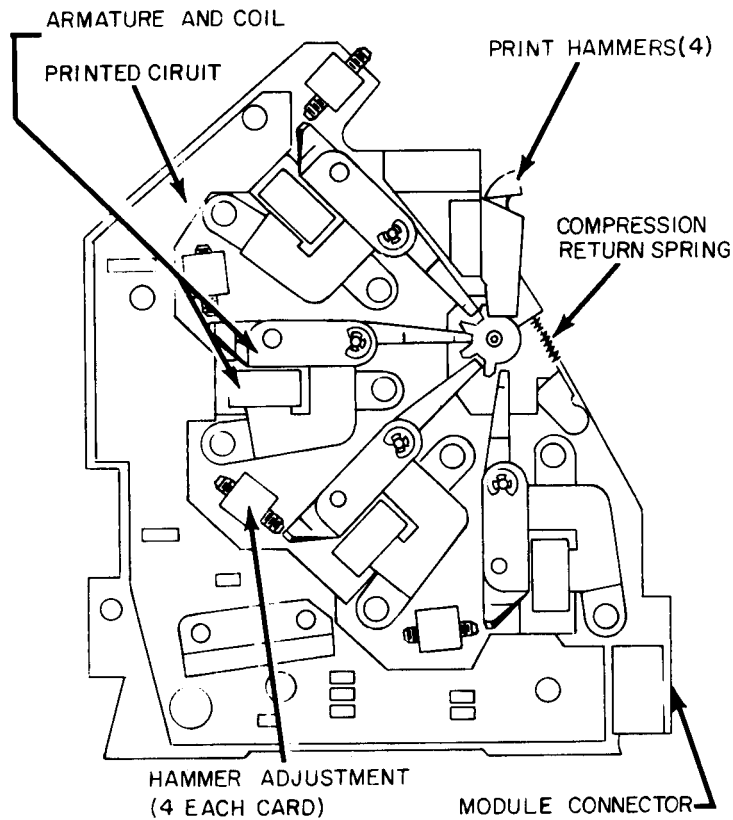 ARMATURE AND COIL
PRINTED CIRUIT
PRINT HAMMERS(4)
COMPRESSION
RETURN SPRING
HAMMER ADJUSTMENT
(4 EACH CARD)
MODULE CONNECTOR